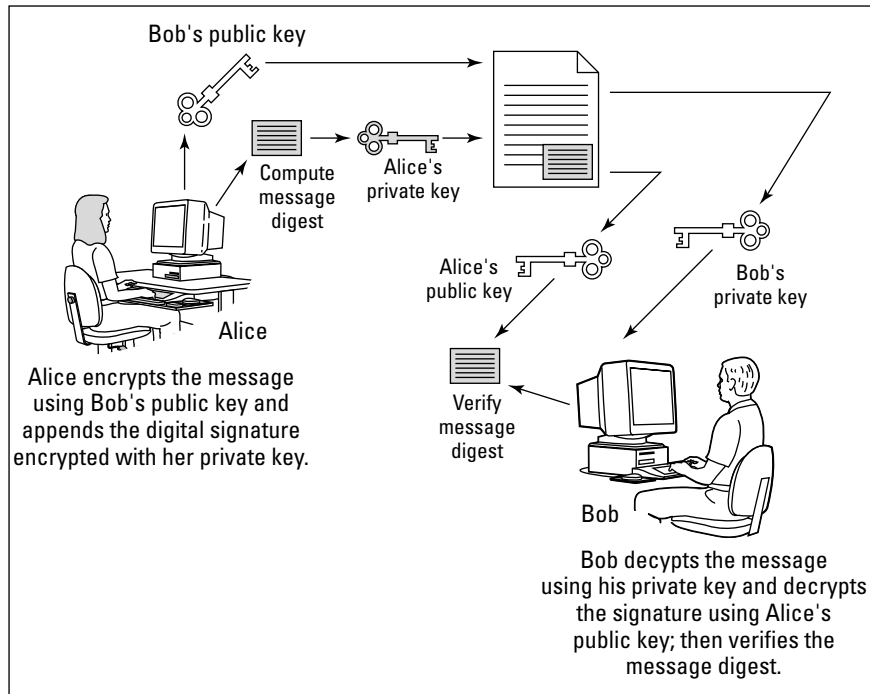 Bob's public key
Compute
message
digest
Alice's
private key
Alice's
public key
Bob's
private key
Alice
Alice encrypts the message
using Bob's public key and
appends the digital signature
encrypted with her private key.
Verify
message
digest
Bob
Bob decypts the message
using his private key and decrypts
the signature using Alice's
public key; then verifies the
message digest.